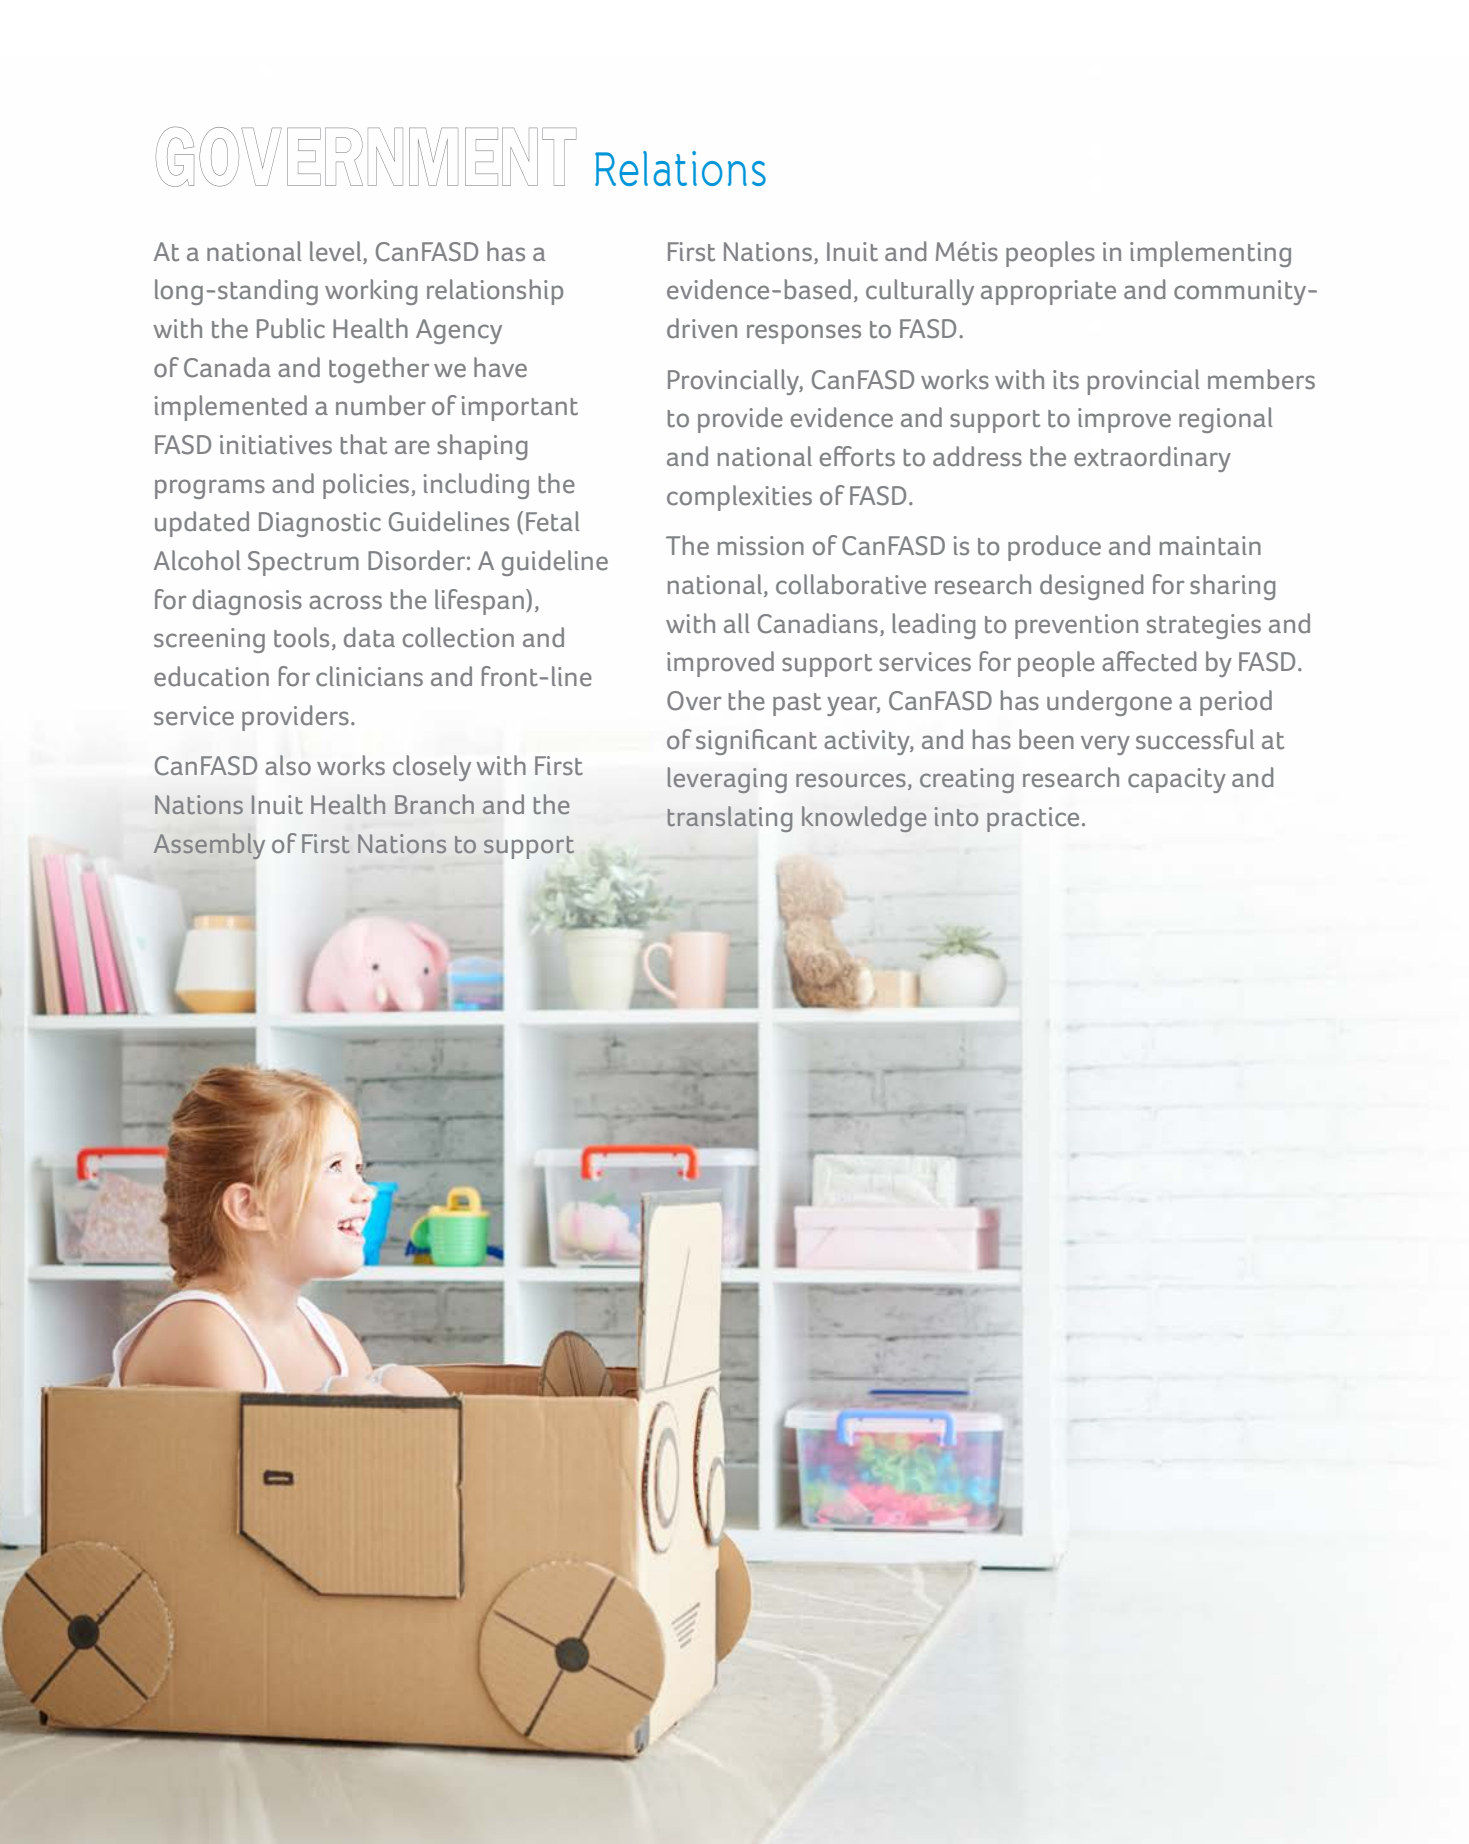 GOVERNMENT Relations
At a national level, CanFASD has a
long-standing working relationship
with the Public Health Agency
of Canada and together we have
implemented a number of important
FASD initiatives that are shaping
programs and policies, including the
updated Diagnostic Guidelines (Fetal
Alcohol Spectrum Disorder: A guideline
for diagnosis across the lifespan),
screening tools, data collection and
education for clinicians and front-line
service providers.
CanFASD also works closely with First
Nations Inuit Health Branch and the
Assembly of First Nations to support
First Nations, Inuit and Métis peoples in implementing
evidence-based, culturally appropriate and community-
driven responses to FASD.
Provincially, CanFASD works with its provincial members
to provide evidence and support to improve regional
and national efforts to address the extraordinary
complexities of FASD.
The mission of CanFASD is to produce and maintain
national, collaborative research designed for sharing
with all Canadians, leading to prevention strategies and
improved support services for people affected by FASD.
Over the past year, CanFASD has undergone a period
of significant activity, and has been very successful at
leveraging resources, creating research capacity and
translating knowledge into practice.